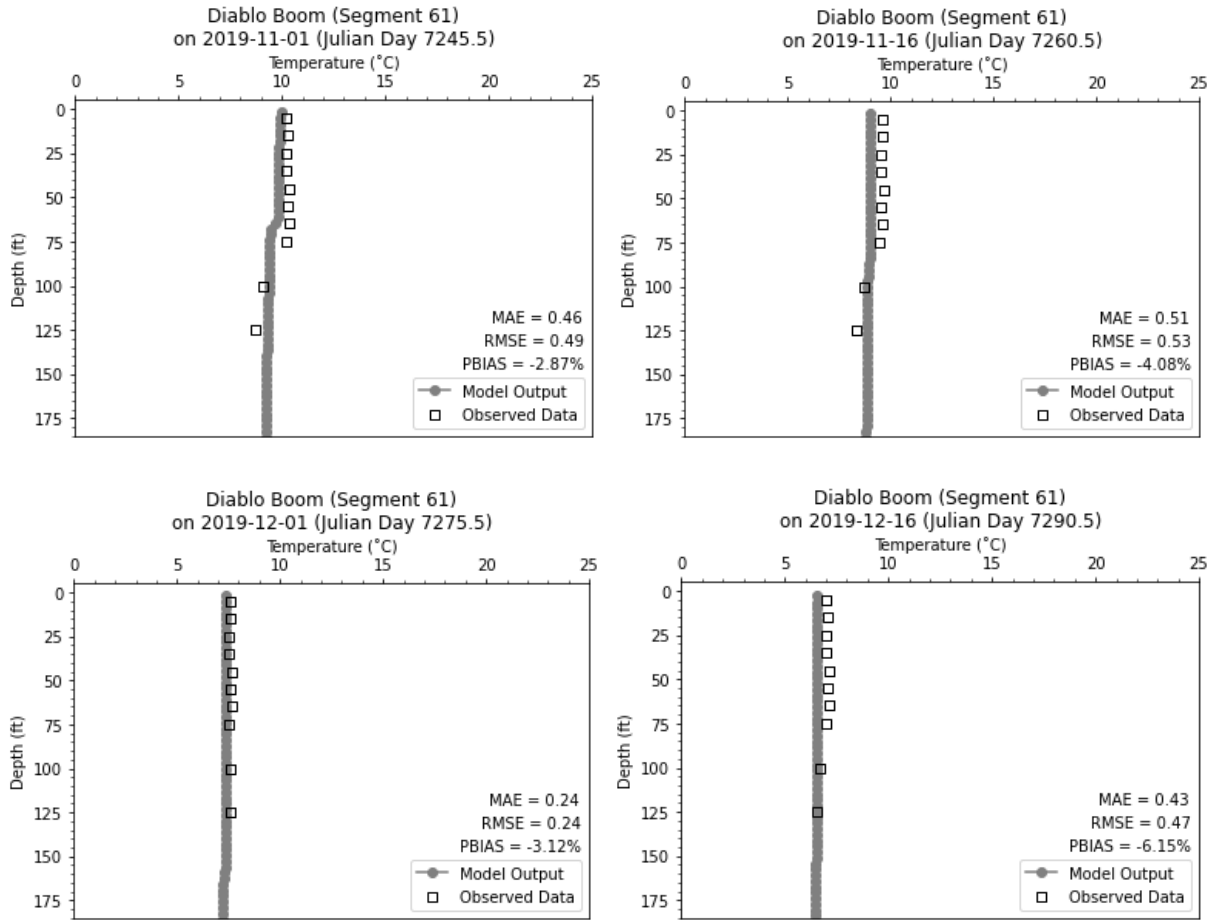 Diablo Boom (Segment 61)
on 2019-11-01 (Julian Day 7245.5)
Temperature (˚C)
0 5 10 15 20 25
0
25
50
75
100
125
150
175
Depth (ft)
MAE = 0.46
RMSE = 0.49
PBIAS = -2.87%
Model Output
Observed Data
Diablo Boom (Segment 61)
on 2019-11-16 (Julian Day 7260.5)
Temperature (˚C)
0 5 10 15 20 25
0
25
50
75
100
125
150
175
Depth (ft)
MAE = 0.51
RMSE = 0.53
PBIAS = -4.08%
Model Output
Observed Data
Diablo Boom (Segment 61)
on 2019-12-01 (Julian Day 7275.5)
Temperature (˚C)
0 5 10 15 20 25
0
25
50
75
100
125
150
175
Depth (ft)
MAE = 0.24
RMSE = 0.24
PBIAS = -3.12%
Model Output
Observed Data
Diablo Boom (Segment 61)
on 2019-12-16 (Julian Day 7290.5)
Temperature (˚C)
0 5 10 15 20 25
0
25
50
75
100
125
150
175
Depth (ft)
MAE = 0.43
RMSE = 0.47
PBIAS = -6.15%
Model Output
Observed Data